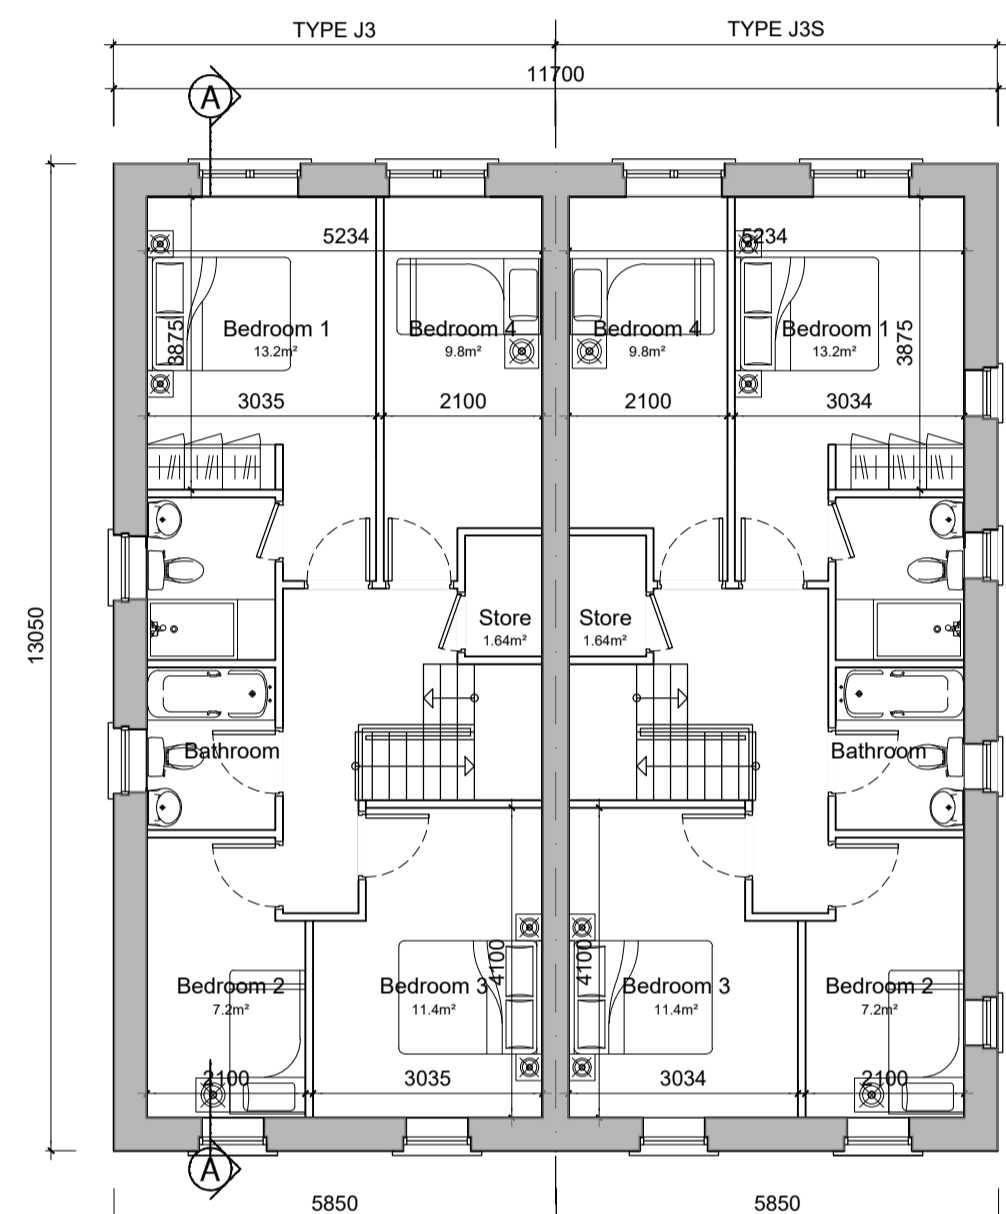 TYPE J3
TYPE J3S
11700
A
5234
5234
3875
Bedroom 1
13.2m²
Bedroom 4
9.8m²
Bedroom 4
9.8m²
Bedroom 1
13.2m²
3875
3035
2100
2100
3034
13050
Store
1.64m²
Store
1.64m²
Bathroom
Bathroom
4100
4100
Bedroom 2
7.2m²
Bedroom 3
11.4m²
Bedroom 3
11.4m²
Bedroom 2
7.2m²
2100
3035
3034
2100
A
5850
5850